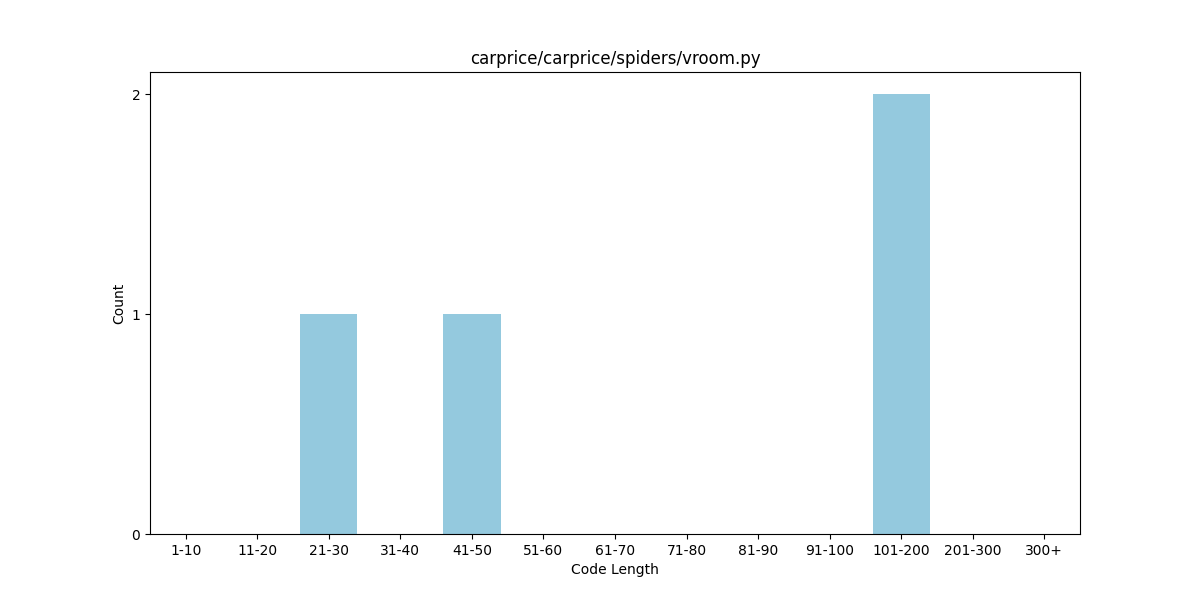 carprice/carprice/spiders/vroom.py
2
1
0
Count
1-10 11-20 21-30 31-40 41-50 51-60 61-70 71-80 81-90 91-100 101-200 201-300 300+
Code Length